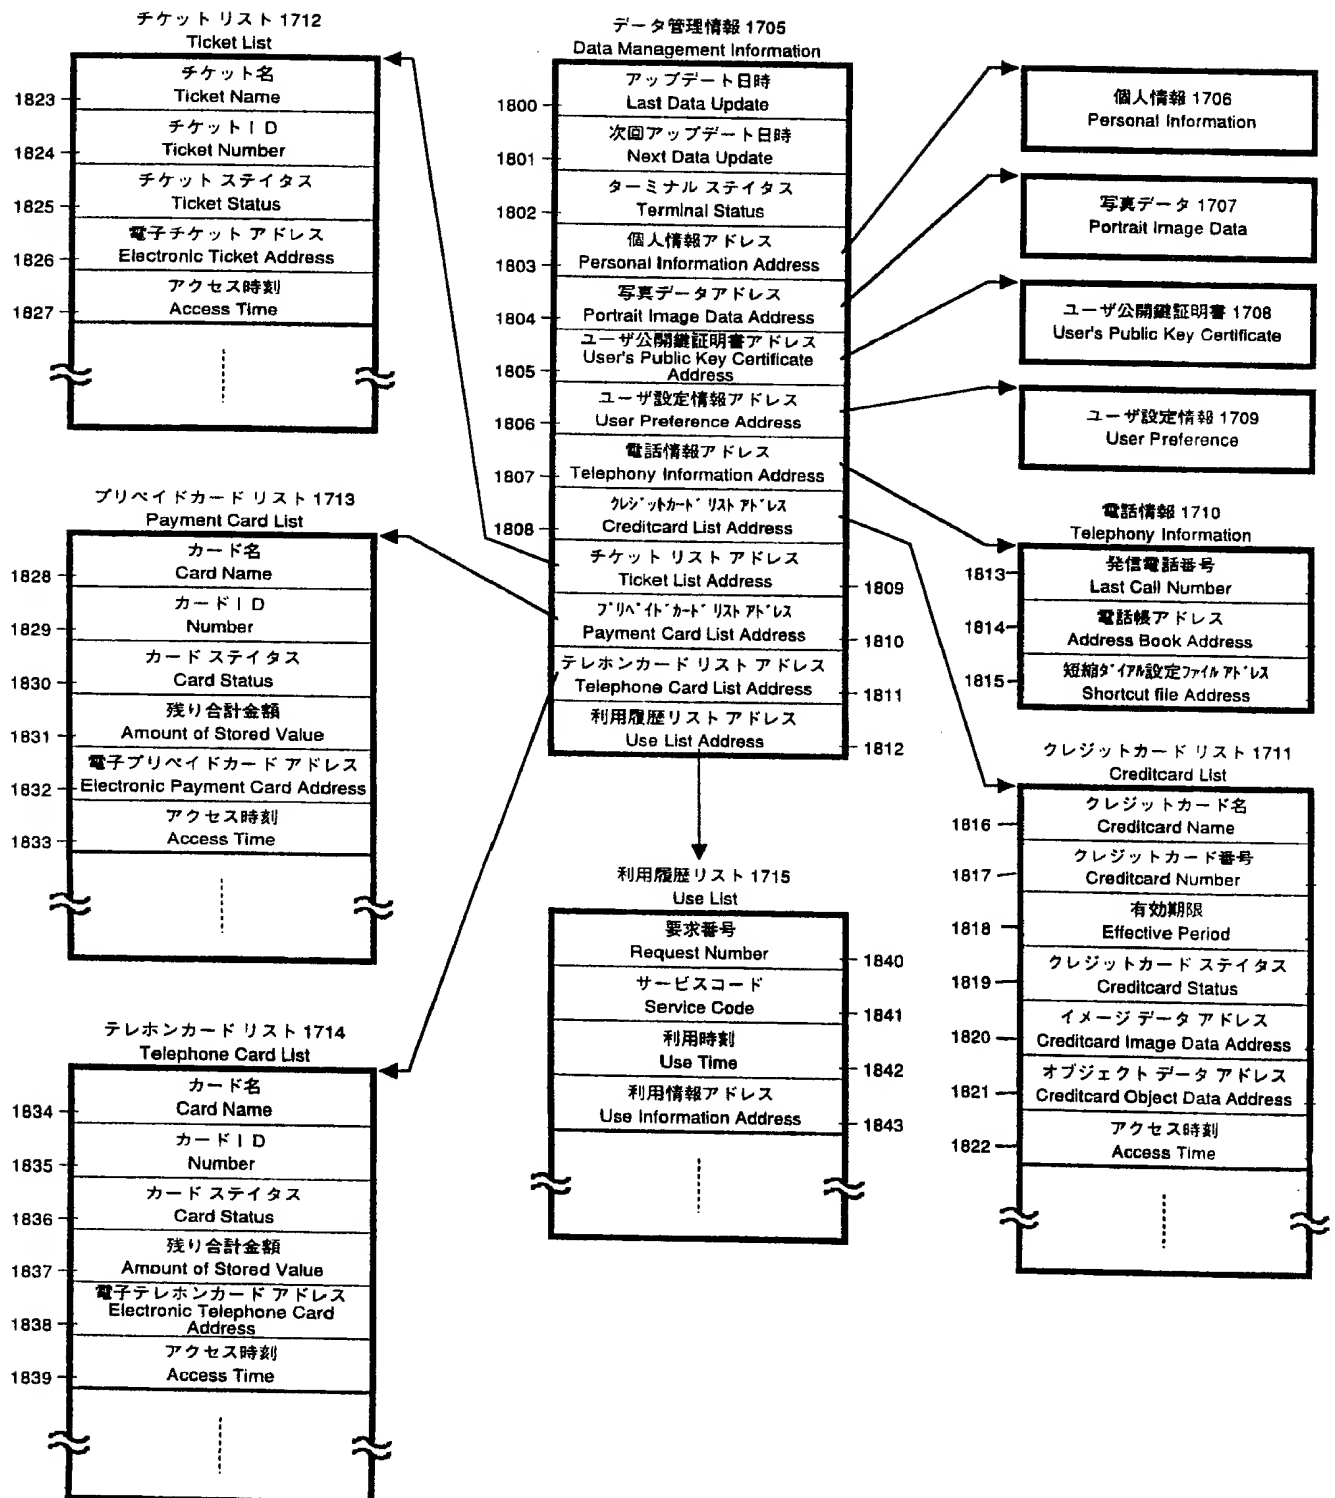 チケット リスト 1712
Ticket List
チケット名
Ticket Name
1823
チケットＩＤ
Ticket Number
1824
チケット ステイタス
Ticket Status
1825
電子チケット アドレス
Electronic Ticket Address
1826
アクセス時刻
Access Time
1827
プリペイドカード リスト 1713
Payment Card List
カード名
Card Name
1828
カードＩＤ
Number
1829
カード ステイタス
Card Status
1830
残り合計金額
Amount of Stored Value
1831
電子プリペイドカード アドレス
Electronic Payment Card Address
1832
アクセス時刻
Access Time
1833
テレホンカード リスト 1714
Telephone Card List
カード名
Card Name
1834
カードＩＤ
Number
1835
カード ステイタス
Card Status
1836
残り合計金額
Amount of Stored Value
1837
電子テレホンカード アドレス
Electronic Telephone Card
Address
1838
アクセス時刻
Access Time
1839
データ管理情報 1705
Data Management Information
アップデート日時
Last Data Update
1800
次回アップデート日時
Next Data Update
1801
ターミナル ステイタス
Terminal Status
1802
個人情報アドレス
Personal Information Address
1803
写真データアドレス
Portrait Image Data Address
1804
ユーザ公開鍵証明書アドレス
User's Public Key Certificate
Address
1805
ユーザ設定情報アドレス
User Preference Address
1806
電話情報アドレス
Telephony Information Address
1807
クレジットカード リスト アドレス
Creditcard List Address
1808
チケット リスト アドレス
Ticket List Address
1809
プリペイドカード リスト アドレス
Payment Card List Address
1810
テレホンカード リスト アドレス
Telephone Card List Address
1811
利用履歴リスト アドレス
Use List Address
1812
利用履歴リスト 1715
Use List
要求番号
Request Number
1840
サービスコード
Service Code
1841
利用時刻
Use Time
1842
利用情報アドレス
Use Information Address
1843
個人情報 1706
Personal Information
写真データ 1707
Portrait Image Data
ユーザ公開鍵証明書 1708
User's Public Key Certificate
ユーザ設定情報 1709
User Preference
電話情報 1710
Telephony Information
発信電話番号
Last Call Number
1813
電話帳アドレス
Address Book Address
1814
短縮ダイアル設定ファイル アドレス
Shortcut file Address
1815
クレジットカード リスト 1711
Creditcard List
クレジットカード名
Creditcard Name
1816
クレジットカード番号
Creditcard Number
1817
有効期限
Effective Period
1818
クレジットカード ステイタス
Creditcard Status
1819
イメージ データ アドレス
Creditcard Image Data Address
1820
オブジェクト データ アドレス
Creditcard Object Data Address
1821
アクセス時刻
Access Time
1822